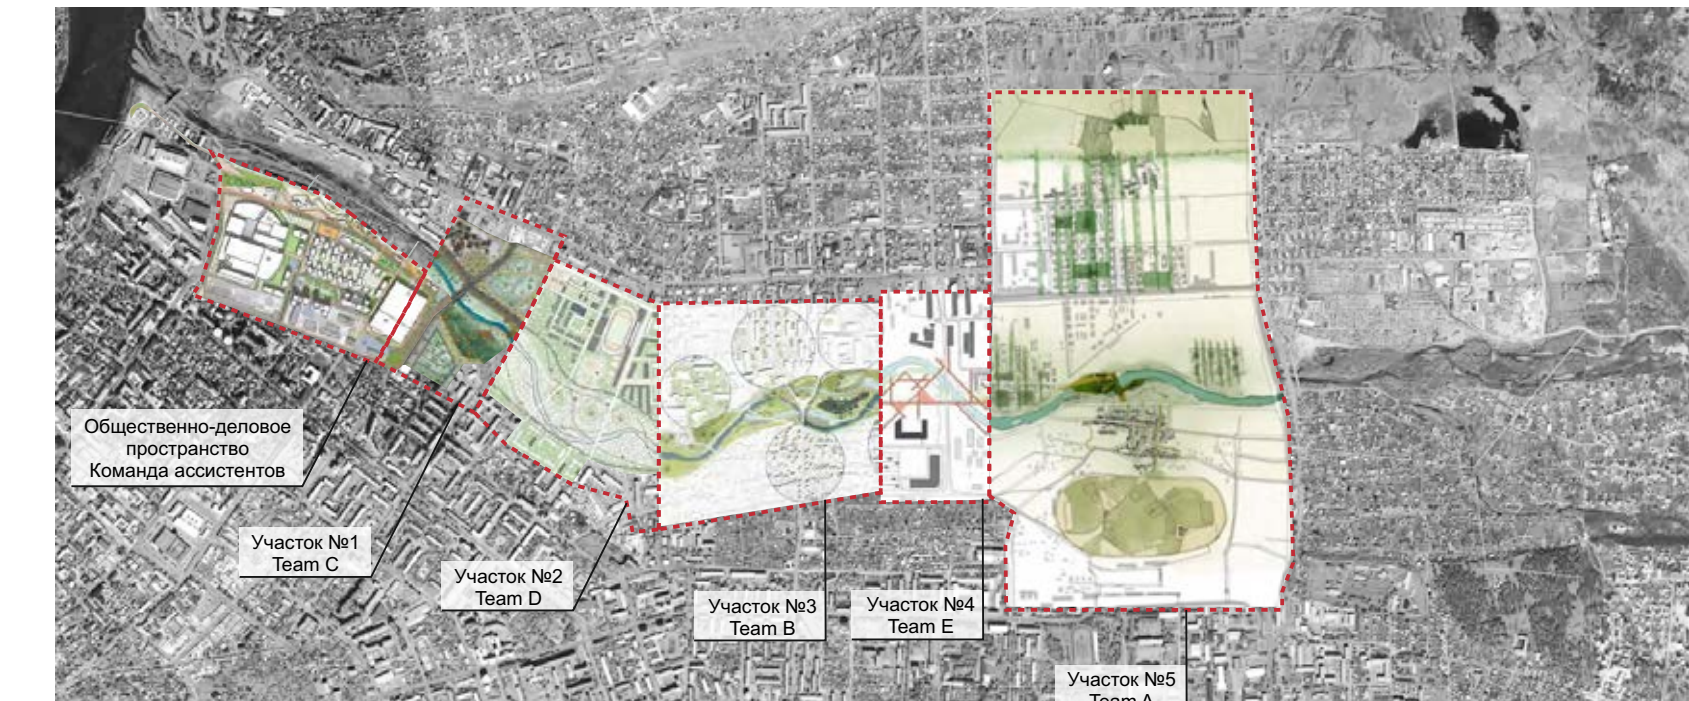 Общественно-деловое
пространство
Команда ассистентов
Участок №1
Team C
Участок №2
Team D
Участок №3
Team B
Участок №4
Team E
Участок №5
Team A